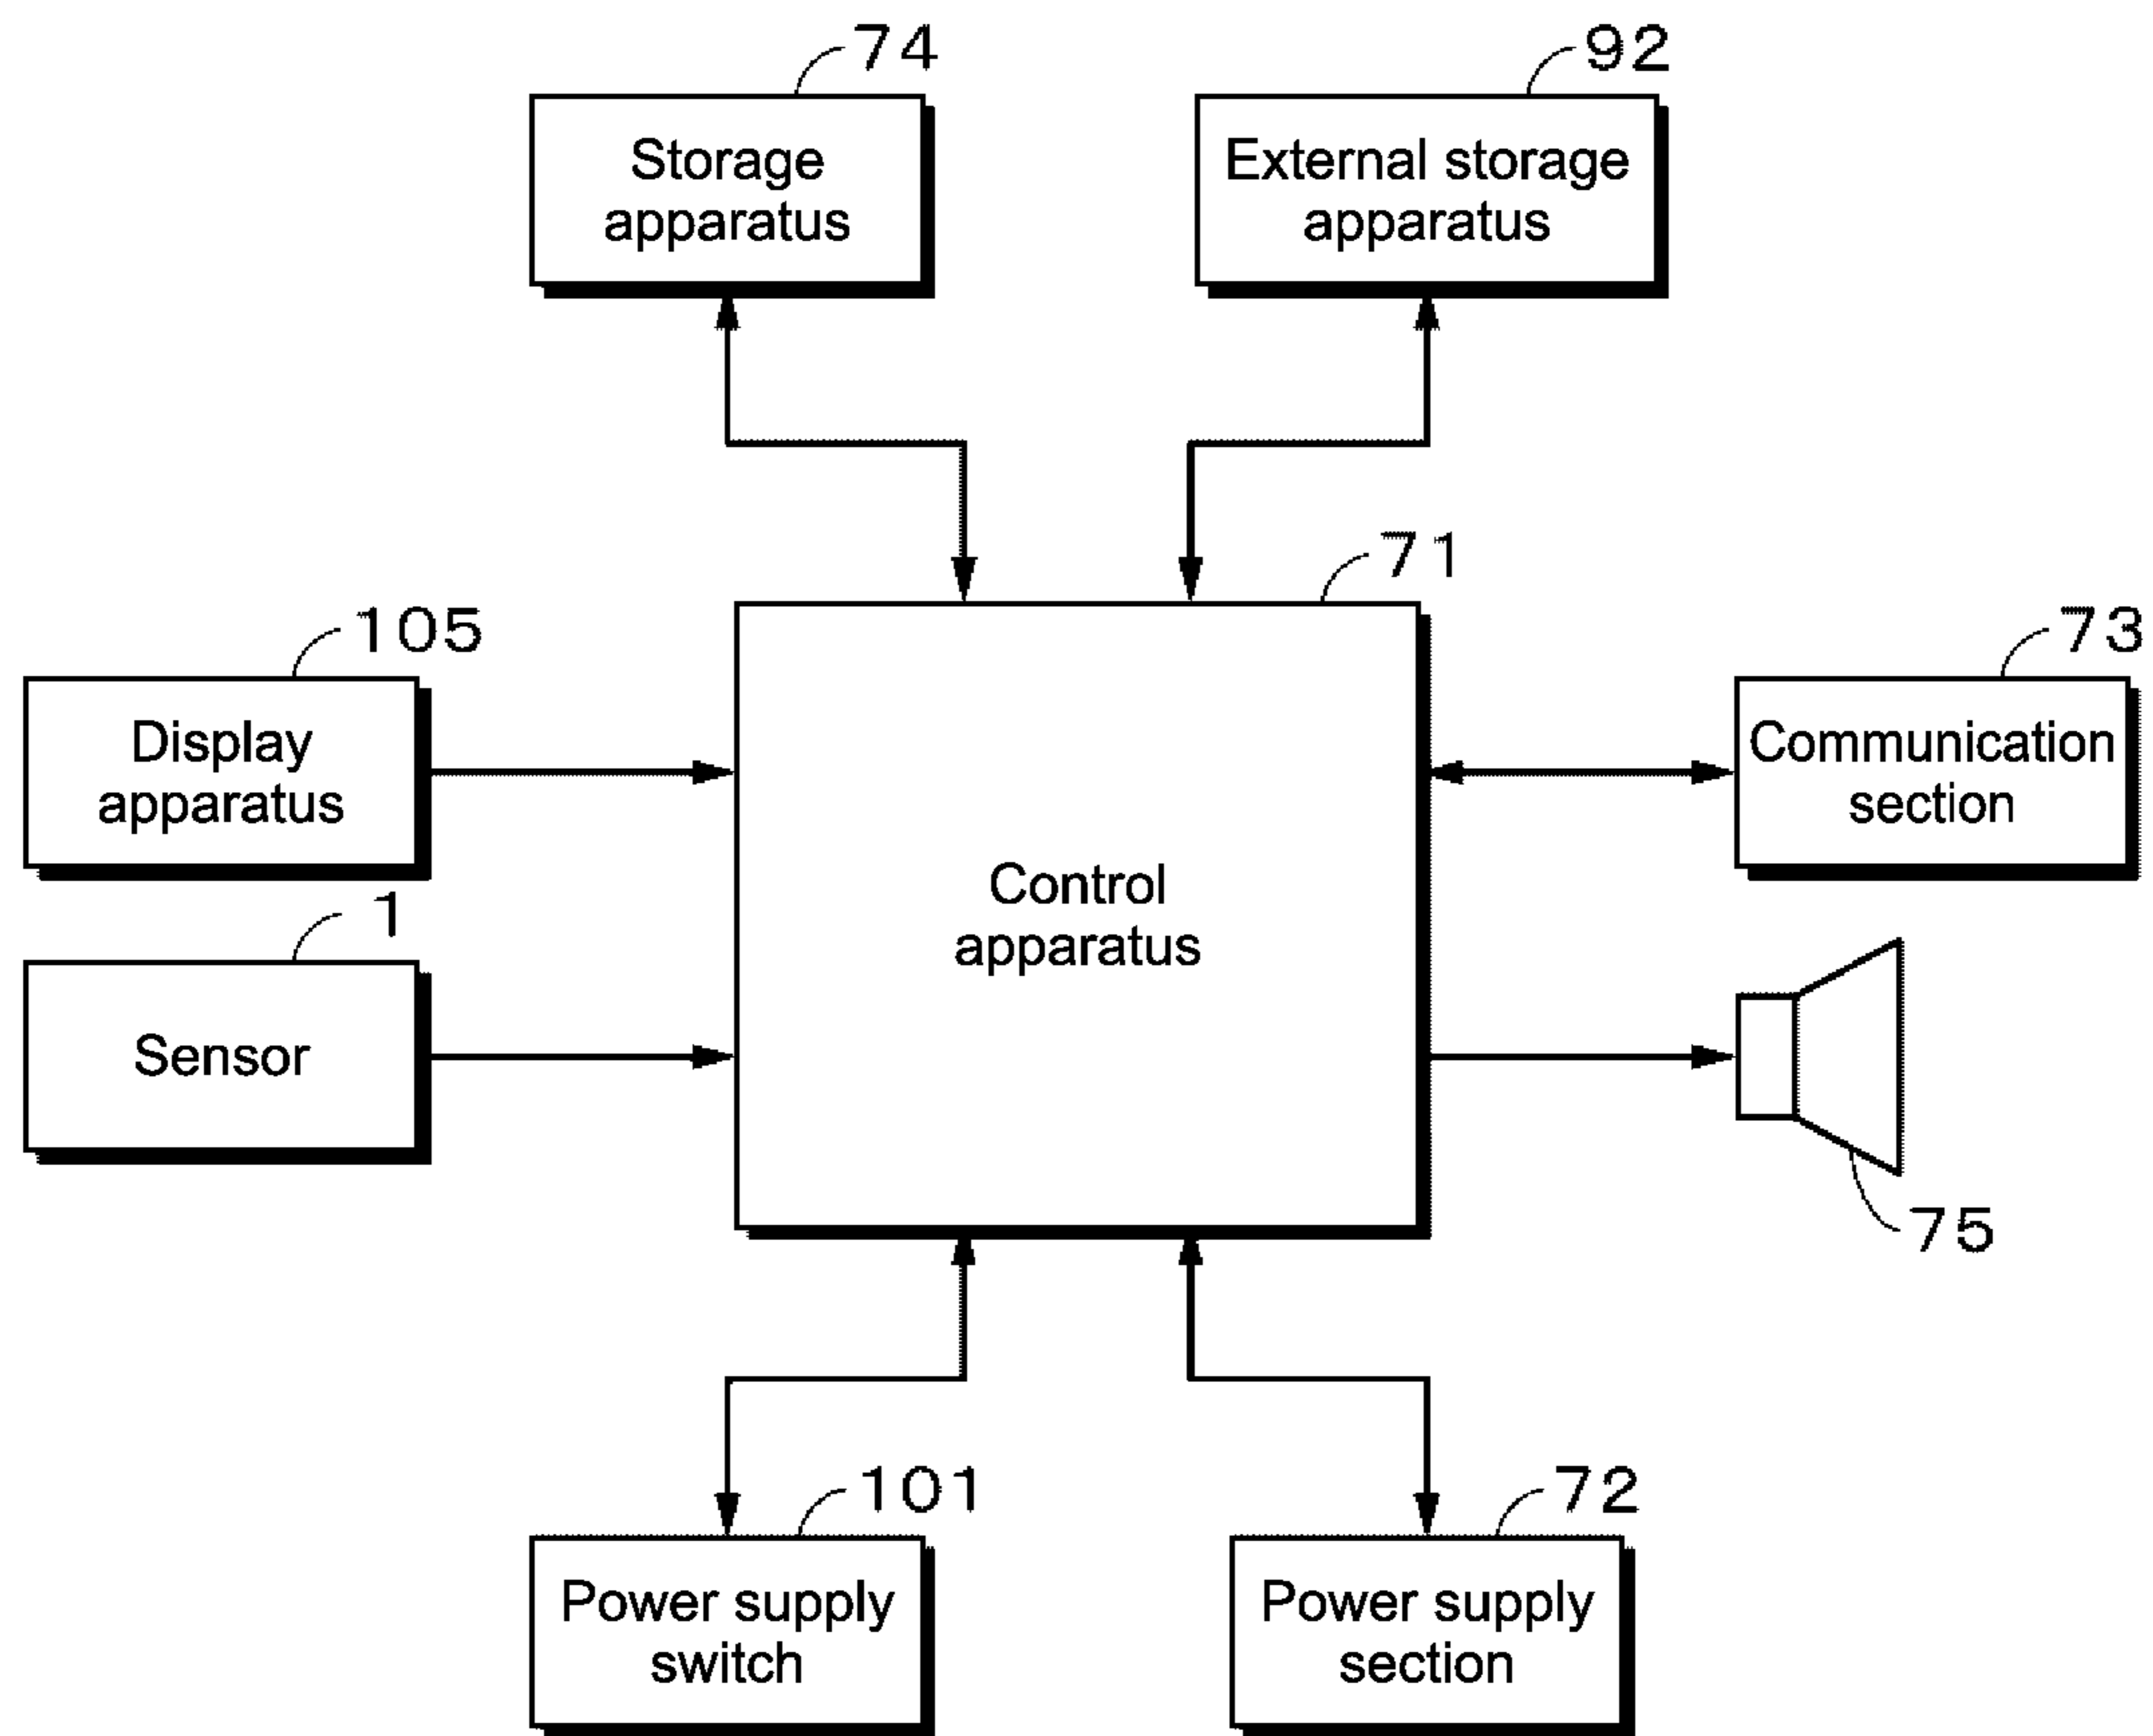 74
92
Storage
apparatus
External storage
apparatus
71
105
73
Display
apparatus
Communication
section
1
Control
apparatus
Sensor
75
101
72
Power supply
switch
Power supply
section